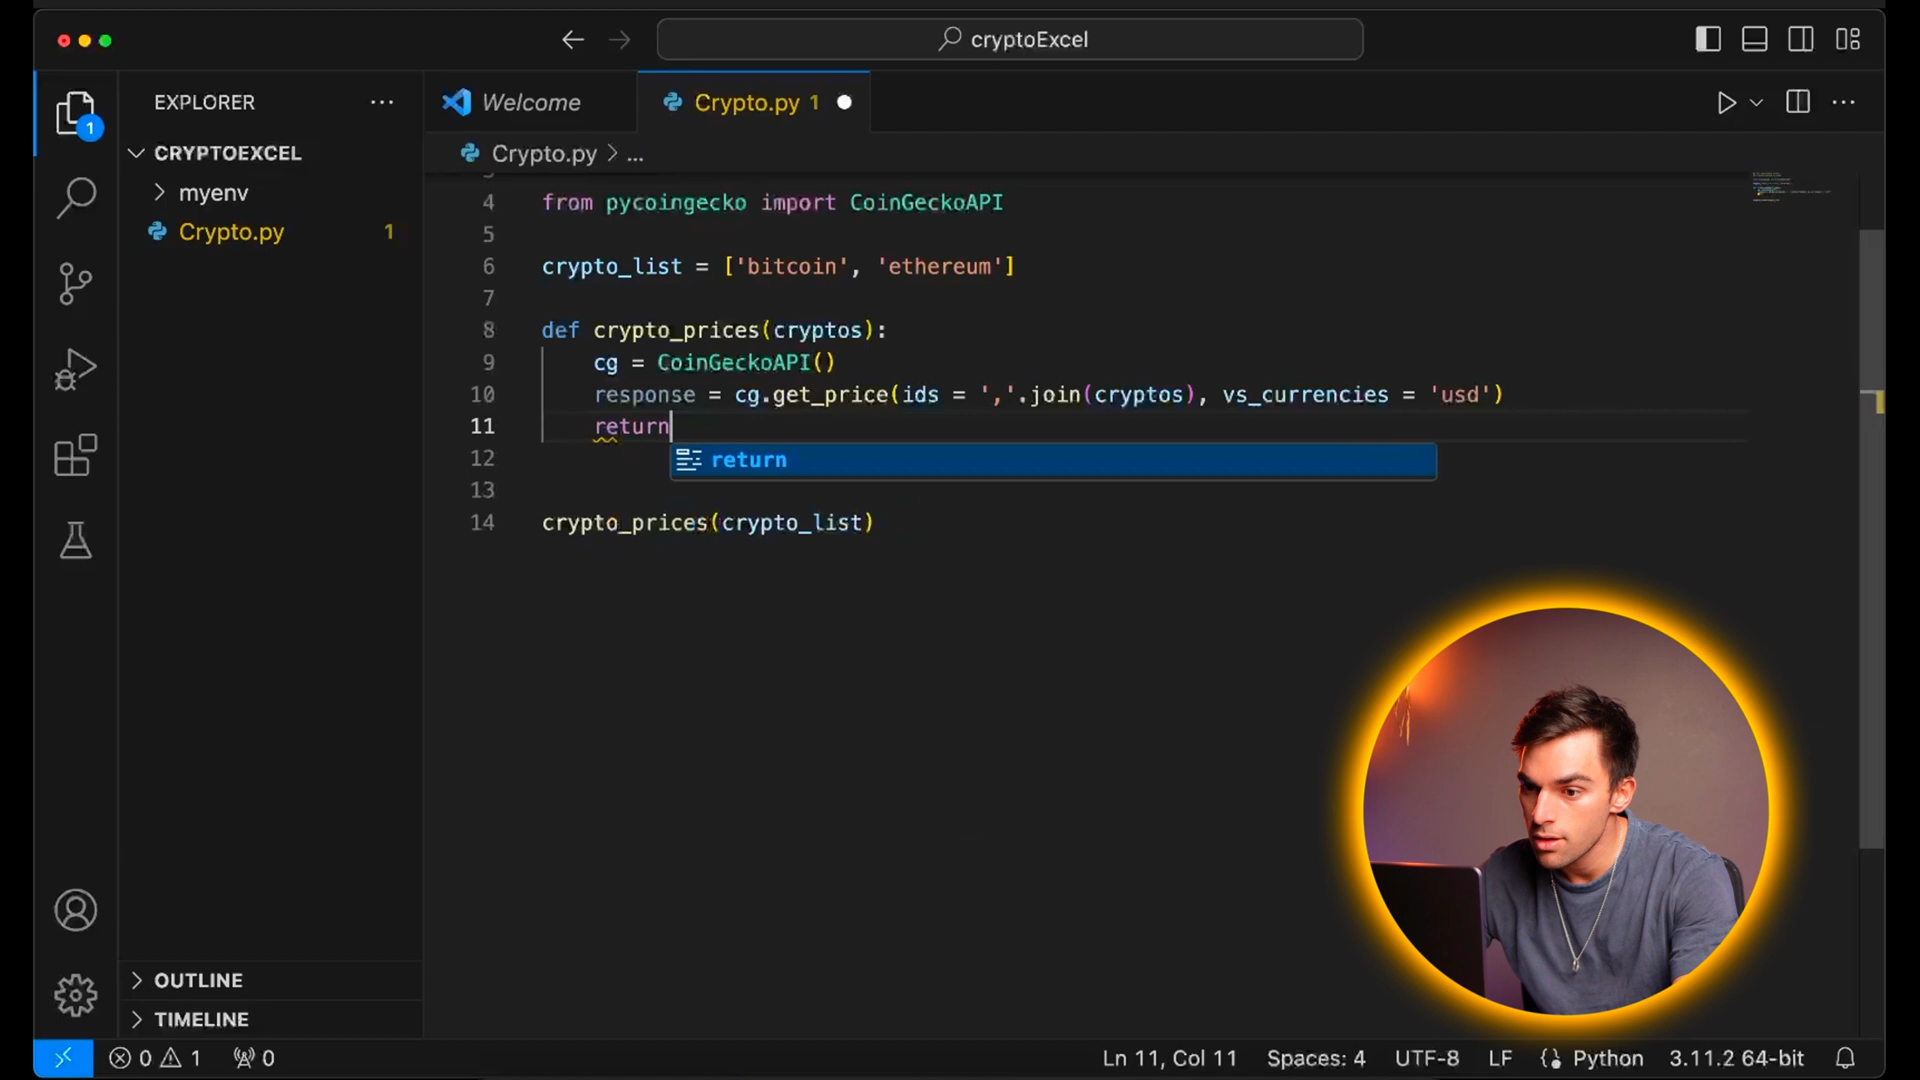 cryptoExcel
EXPLORER
Welcome
Crypto.py 1
1
CRYPTOEXCEL
Crypto.py > ...
myenv
Crypto.py 1
4 from pycoingecko import CoinGeckoAPI
5
6 crypto_list = ['bitcoin', 'ethereum']
7
8 def crypto_prices(cryptos):
9 cg = CoinGeckoAPI()
10 response = cg.get_price(ids = ','.join(cryptos), vs_currencies = 'usd')
11 return
12 return
13
14 crypto_prices(crypto_list)
OUTLINE
TIMELINE
0 1 0 Ln 11, Col 11 Spaces: 4 UTF-8 LF Python 3.11.2 64-bit